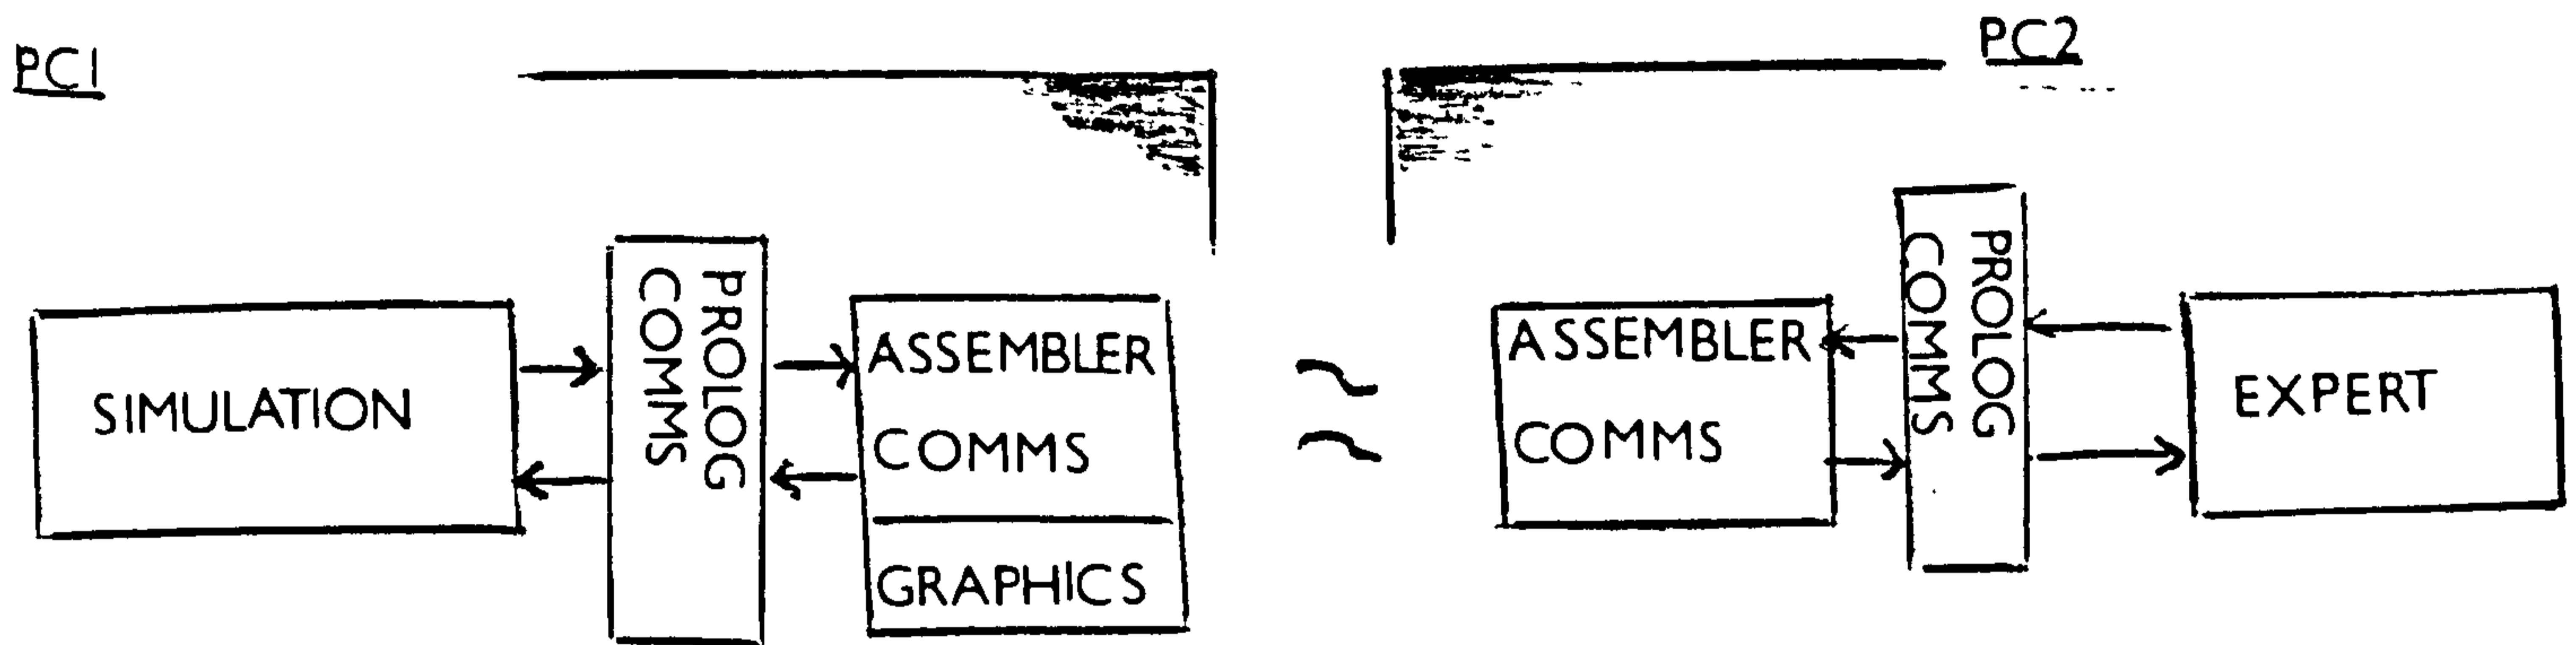 PC1
PC2
SIMULATION
PROLOG
COMMS
ASSEMBLER
COMMS
GRAPHICS
ASSEMBLER
COMMS
PROLOG
COMMS
EXPERT